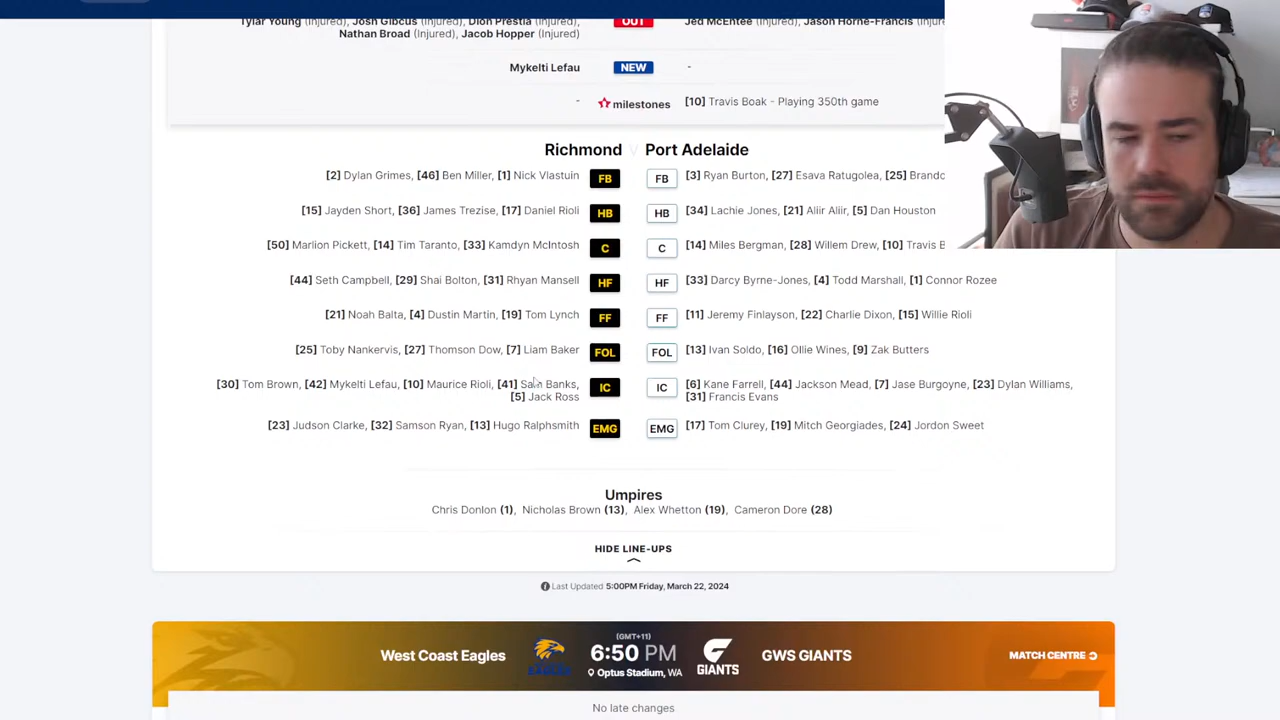 Tylar Young (Injured), Josh Gibcus (Injured), Dion Prestia (Injured),
Nathan Broad (Injured), Jacob Hopper (Injured)
OUT
Jed McEntee (Injured), Jason Horne-Francis
Mykelti Lefau NEW -
- milestones [10] Travis Boak - Playing 350th game
Richmond V Port Adelaide
[2] Dylan Grimes, [46] Ben Miller, [1] Nick Vlastuin FB FB [3] Ryan Burton, [27] Esava Ratugolea, [25]
[15] Jayden Short, [36] James Trezise, [17] Daniel Rioli HB HB [34] Lachie Jones, [21] Aliir Aliir, [5] Dan Houston
[50] Marlion Pickett, [14] Tim Taranto, [33] Kamdyn McIntosh C C [14] Miles Bergman, [28] Willem Drew, [10] Travis
[44] Seth Campbell, [29] Shai Bolton, [31] Rhyan Mansell HF HF [33] Darcy Byrne-Jones, [4] Todd Marshall, [1] Connor Rozee
[21] Noah Balta, [4] Dustin Martin, [19] Tom Lynch FF FF [11] Jeremy Finlayson, [22] Charlie Dixon, [15] Willie Rioli
[25] Toby Nankervis, [27] Thomson Dow, [7] Liam Baker FOL FOL [13] Ivan Soldo, [16] Ollie Wines, [9] Zak Butters
[30] Tom Brown, [42] Mykelti Lefau, [10] Maurice Rioli, [41] Sam Banks, IC IC [6] Kane Farrell, [44] Jackson Mead, [7] Jase Burgoyne, [23] Dylan Williams,
[5] Jack Ross [31] Francis Evans
[23] Judson Clarke, [32] Samson Ryan, [13] Hugo Ralphsmith EMG EMG [17] Tom Clurey, [19] Mitch Georgiades, [24] Jordon Sweet
Umpires
Chris Donlon (1), Nicholas Brown (13), Alex Whetton (19), Cameron Dore (28)
HIDE LINE-UPS
Last Updated 5:00PM Friday, March 22, 2024
(GMT+11)
West Coast Eagles 6:50 PM GIANTS GWS GIANTS MATCH CENTRE
Optus Stadium, WA
No late changes